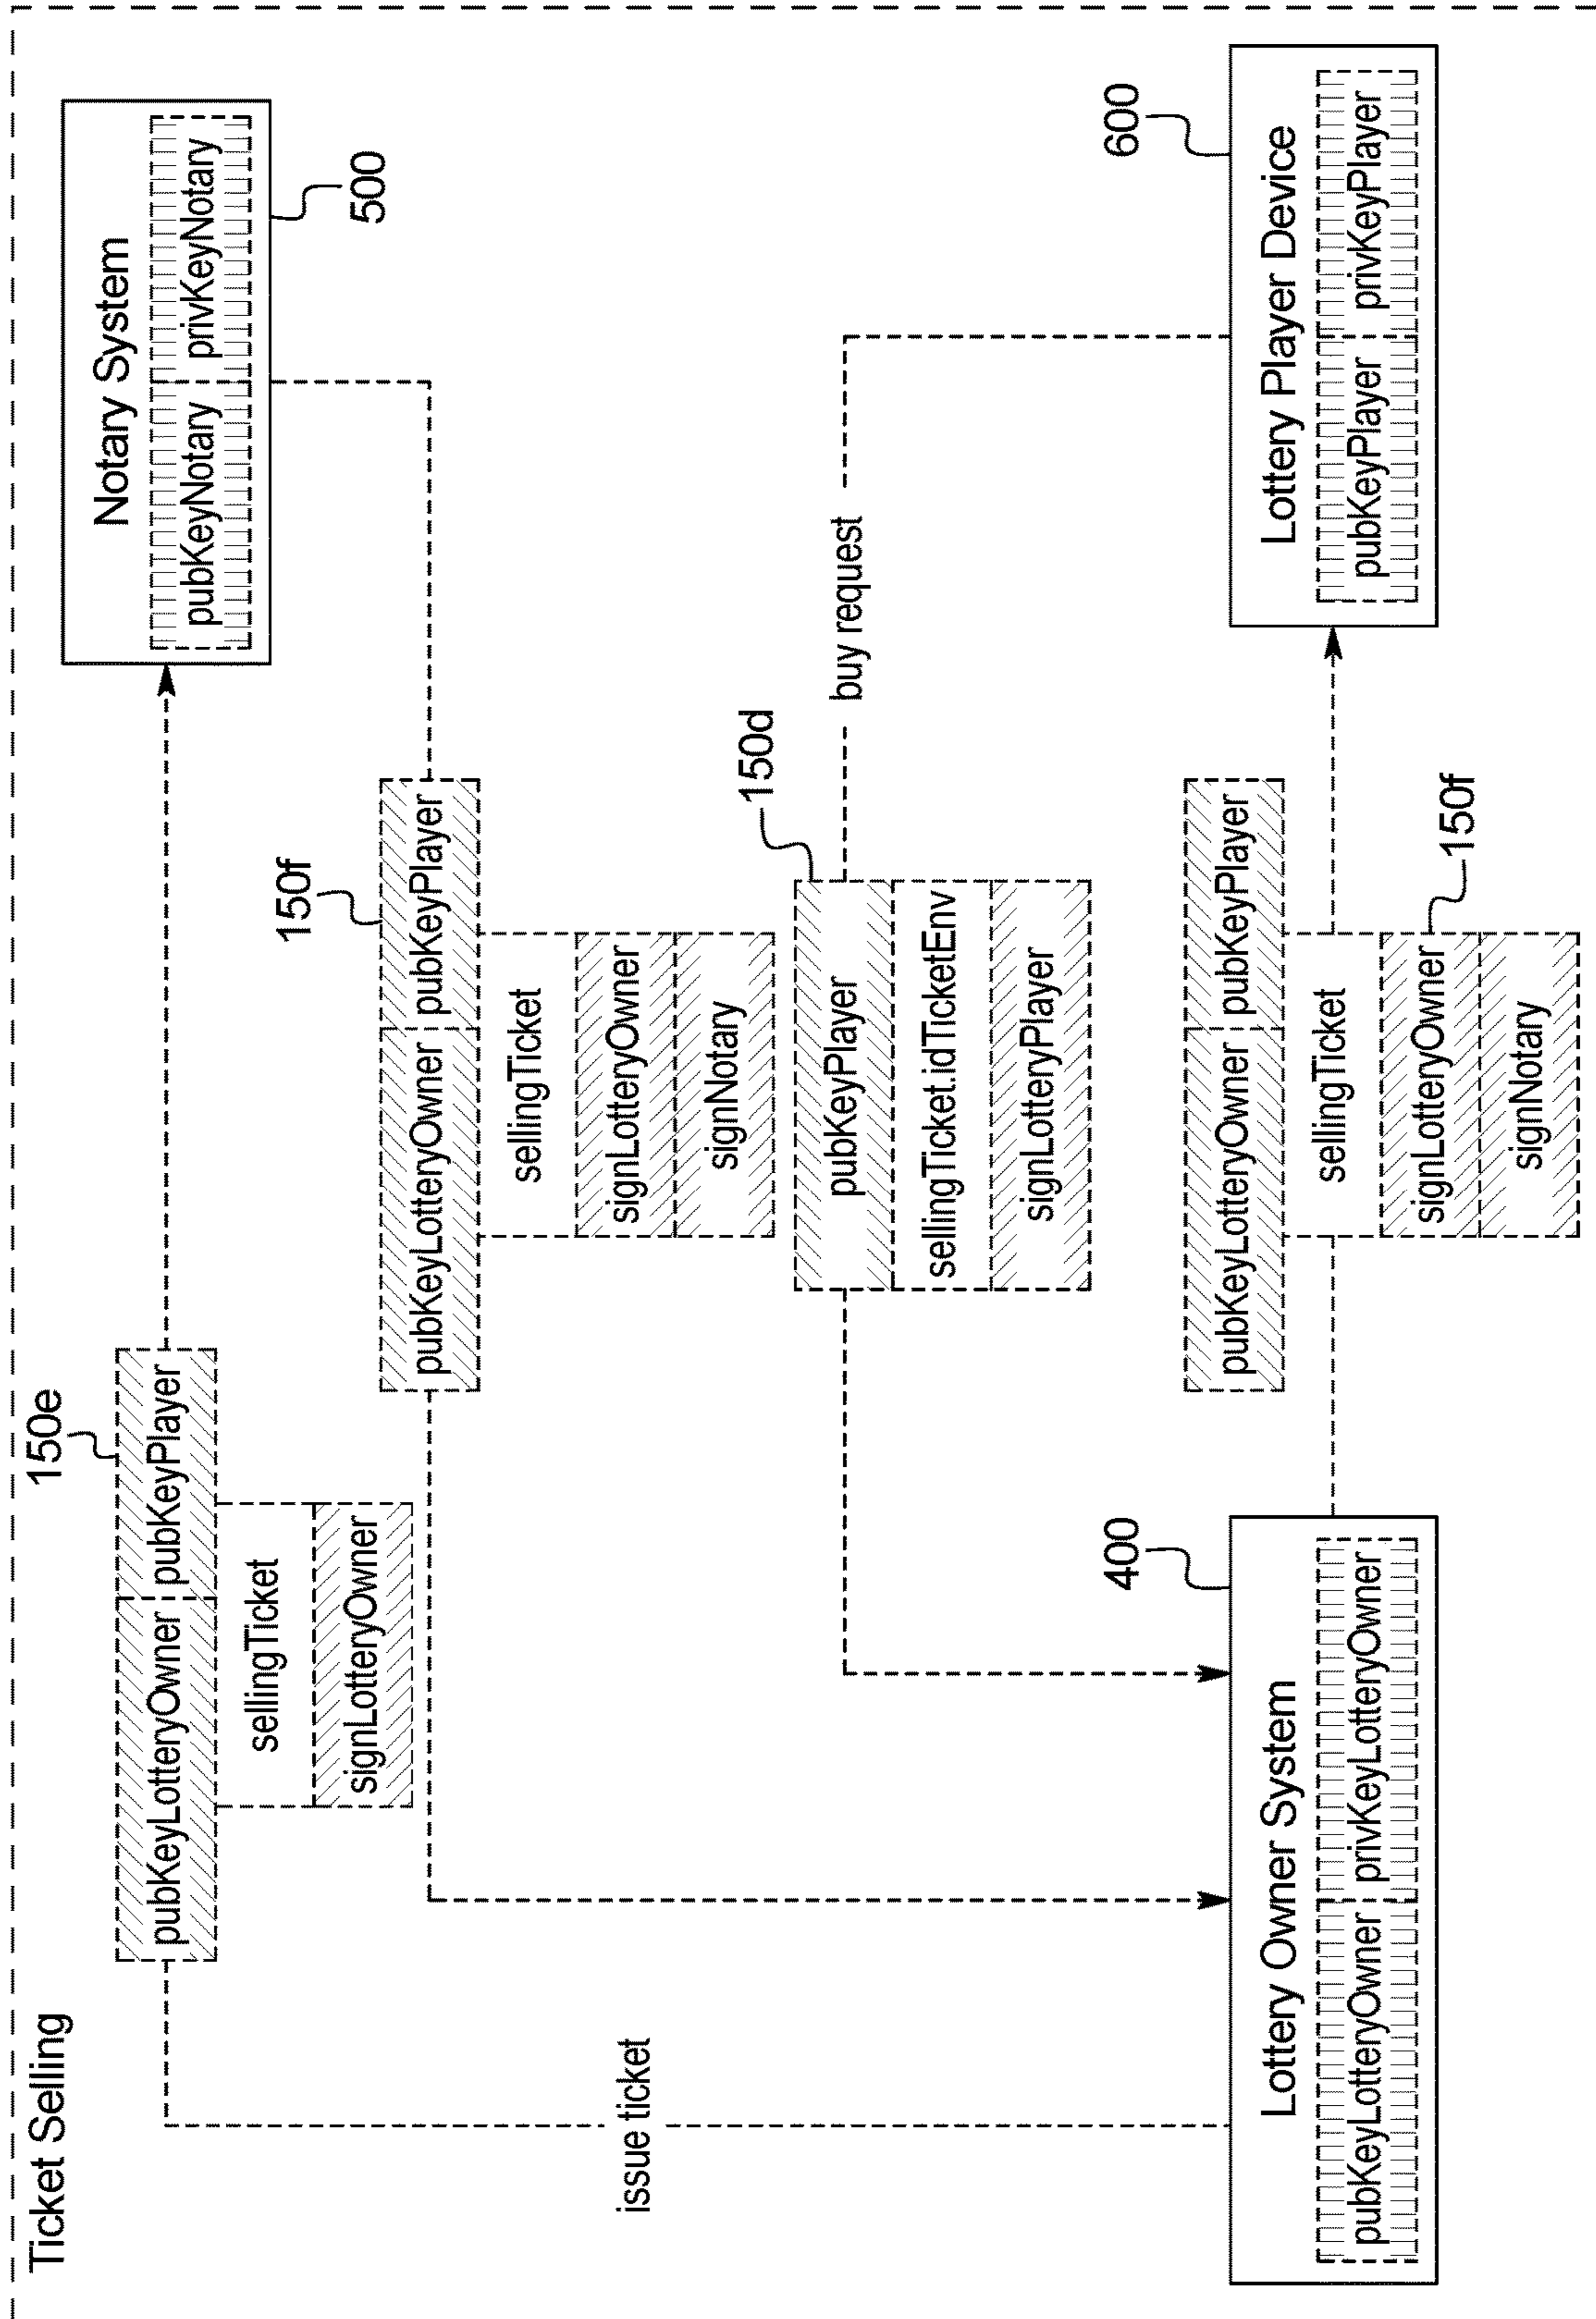 Ticket Selling
150e
pubKeyLotteryOwner pubKeyPlayer
sellingTicket
signLotteryOwner
Notary System
pubKeyNotary privKeyNotary
500
150f
pubKeyLotteryOwner pubKeyPlayer
sellingTicket
signLotteryOwner
signNotary
issue ticket
150d
buy request
pubKeyPlayer
sellingTicket.idTicketEnv
signLotteryPlayer
400
Lottery Owner System
pubKeyLotteryOwner privKeyLotteryOwner
pubKeyLotteryOwner pubKeyPlayer
sellingTicket
signLotteryOwner
signNotary
150f
600
Lottery Player Device
pubKeyPlayer privKeyPlayer